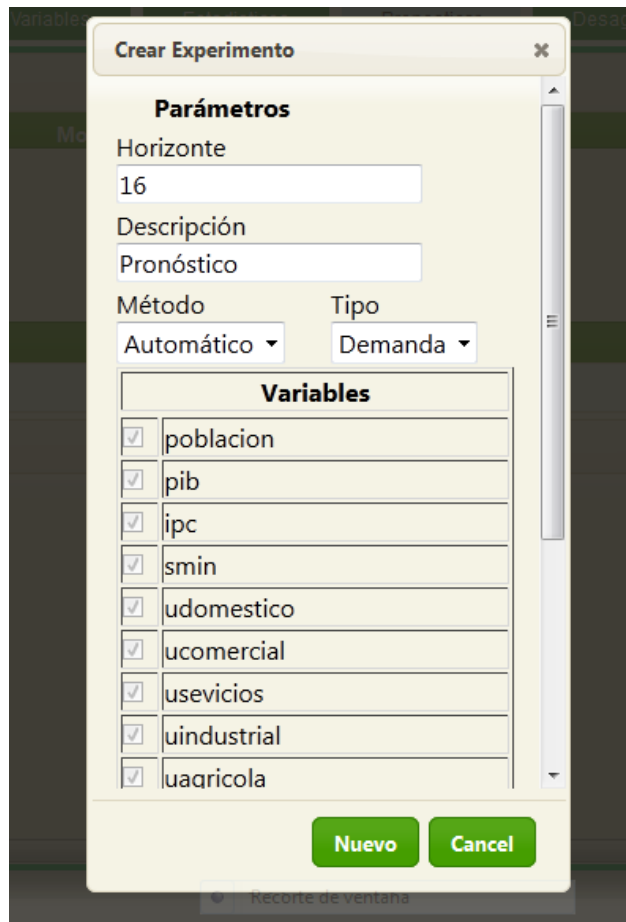 Variables
Crear Experimento
Parámetros
Horizonte
16
Descripción
Pronóstico
Método Tipo
Automático Demanda
Variables
poblacion
pib
ipc
smin
udomestico
ucomercial
usevicios
uindustrial
uagricola
Nuevo Cancel
Recorte de ventana